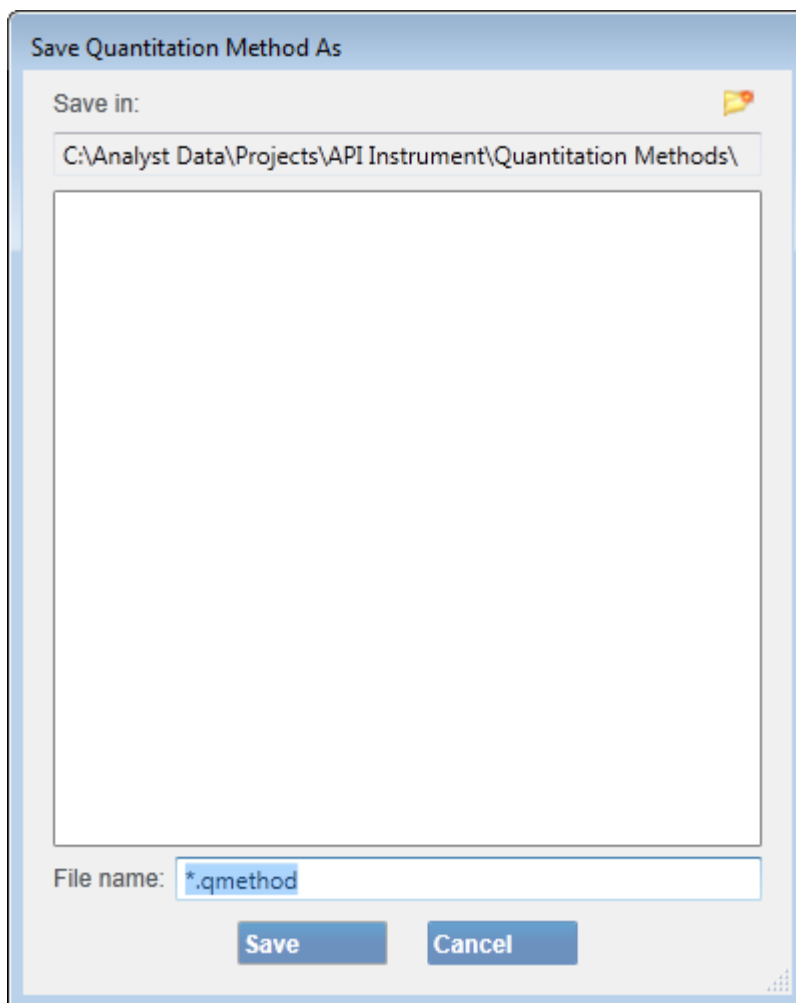 Save Quantitation Method As
Save in:
C:\Analyst Data\Projects\API Instrument\Quantitation Methods\
File name: *.qmethod
Save Cancel